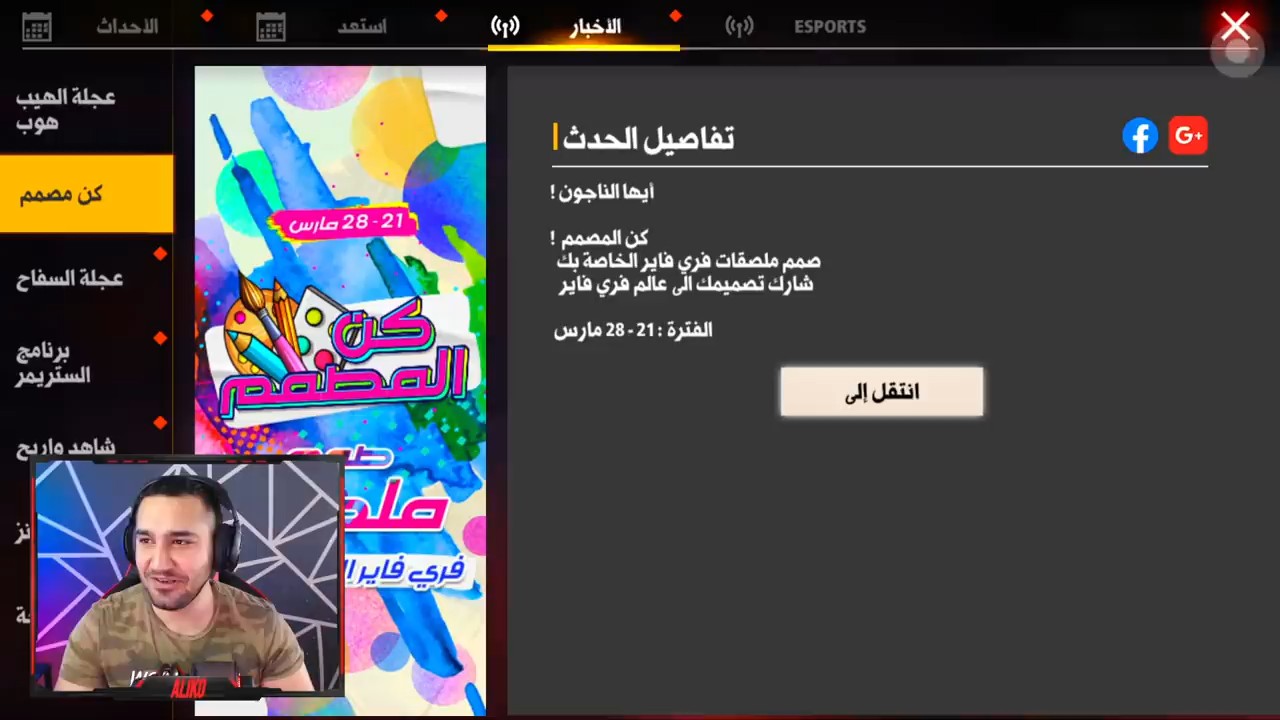 الأحداث
استعد
الأخبار
ESPORTS
عجلة الهيب
هوب
كن مصمم
عجلة السفاح
برنامج
الستريمر
شاهد واربح
21 - 28 مارس
كن
المصمم
صمم
فري فاير
تفاصيل الحدث
G+
أيها الناجون !
كن المصمم !
صمم ملصقات فري فاير الخاصة بك
شارك تصميمك الى عالم فري فاير
الفترة : 21 - 28 مارس
انتقل إلى
ALIKO